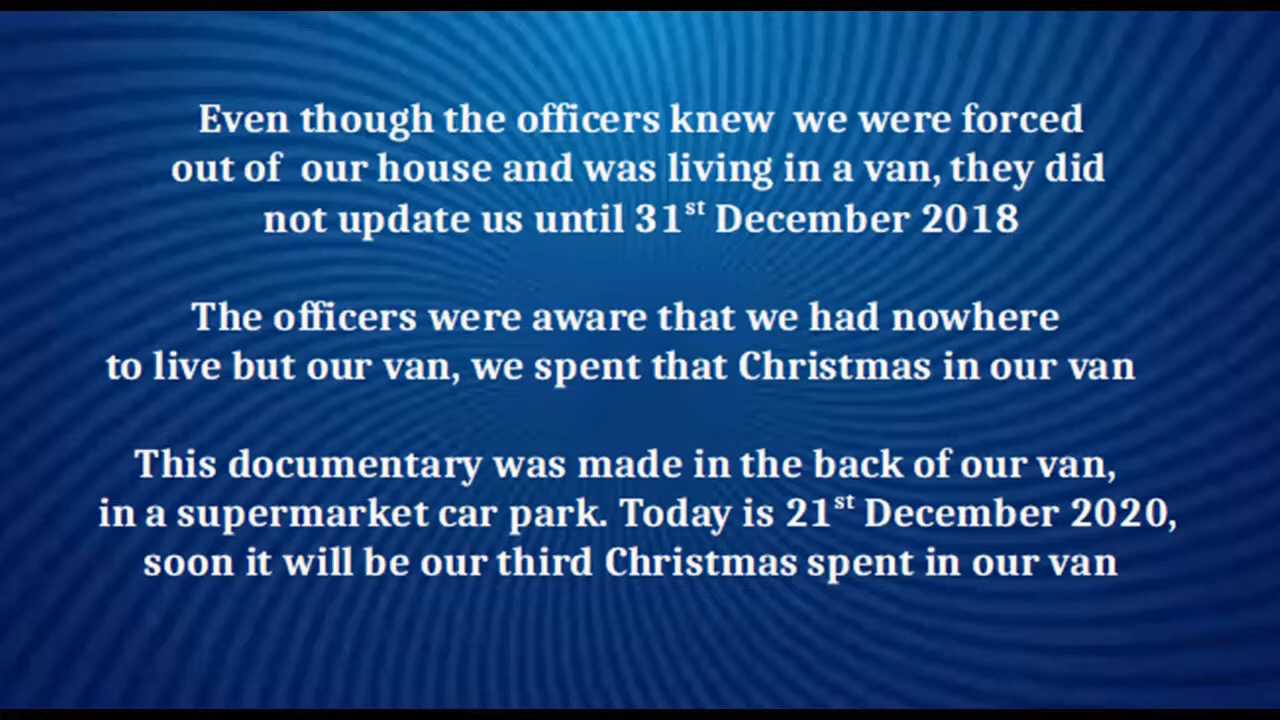 Even though the officers knew we were forced
out of our house and was living in a van, they did
not update us until 31st December 2018
The officers were aware that we had nowhere
to live but our van, we spent that Christmas in our van
This documentary was made in the back of our van,
in a supermarket car park. Today is 21st December 2020,
soon it will be our third Christmas spent in our van